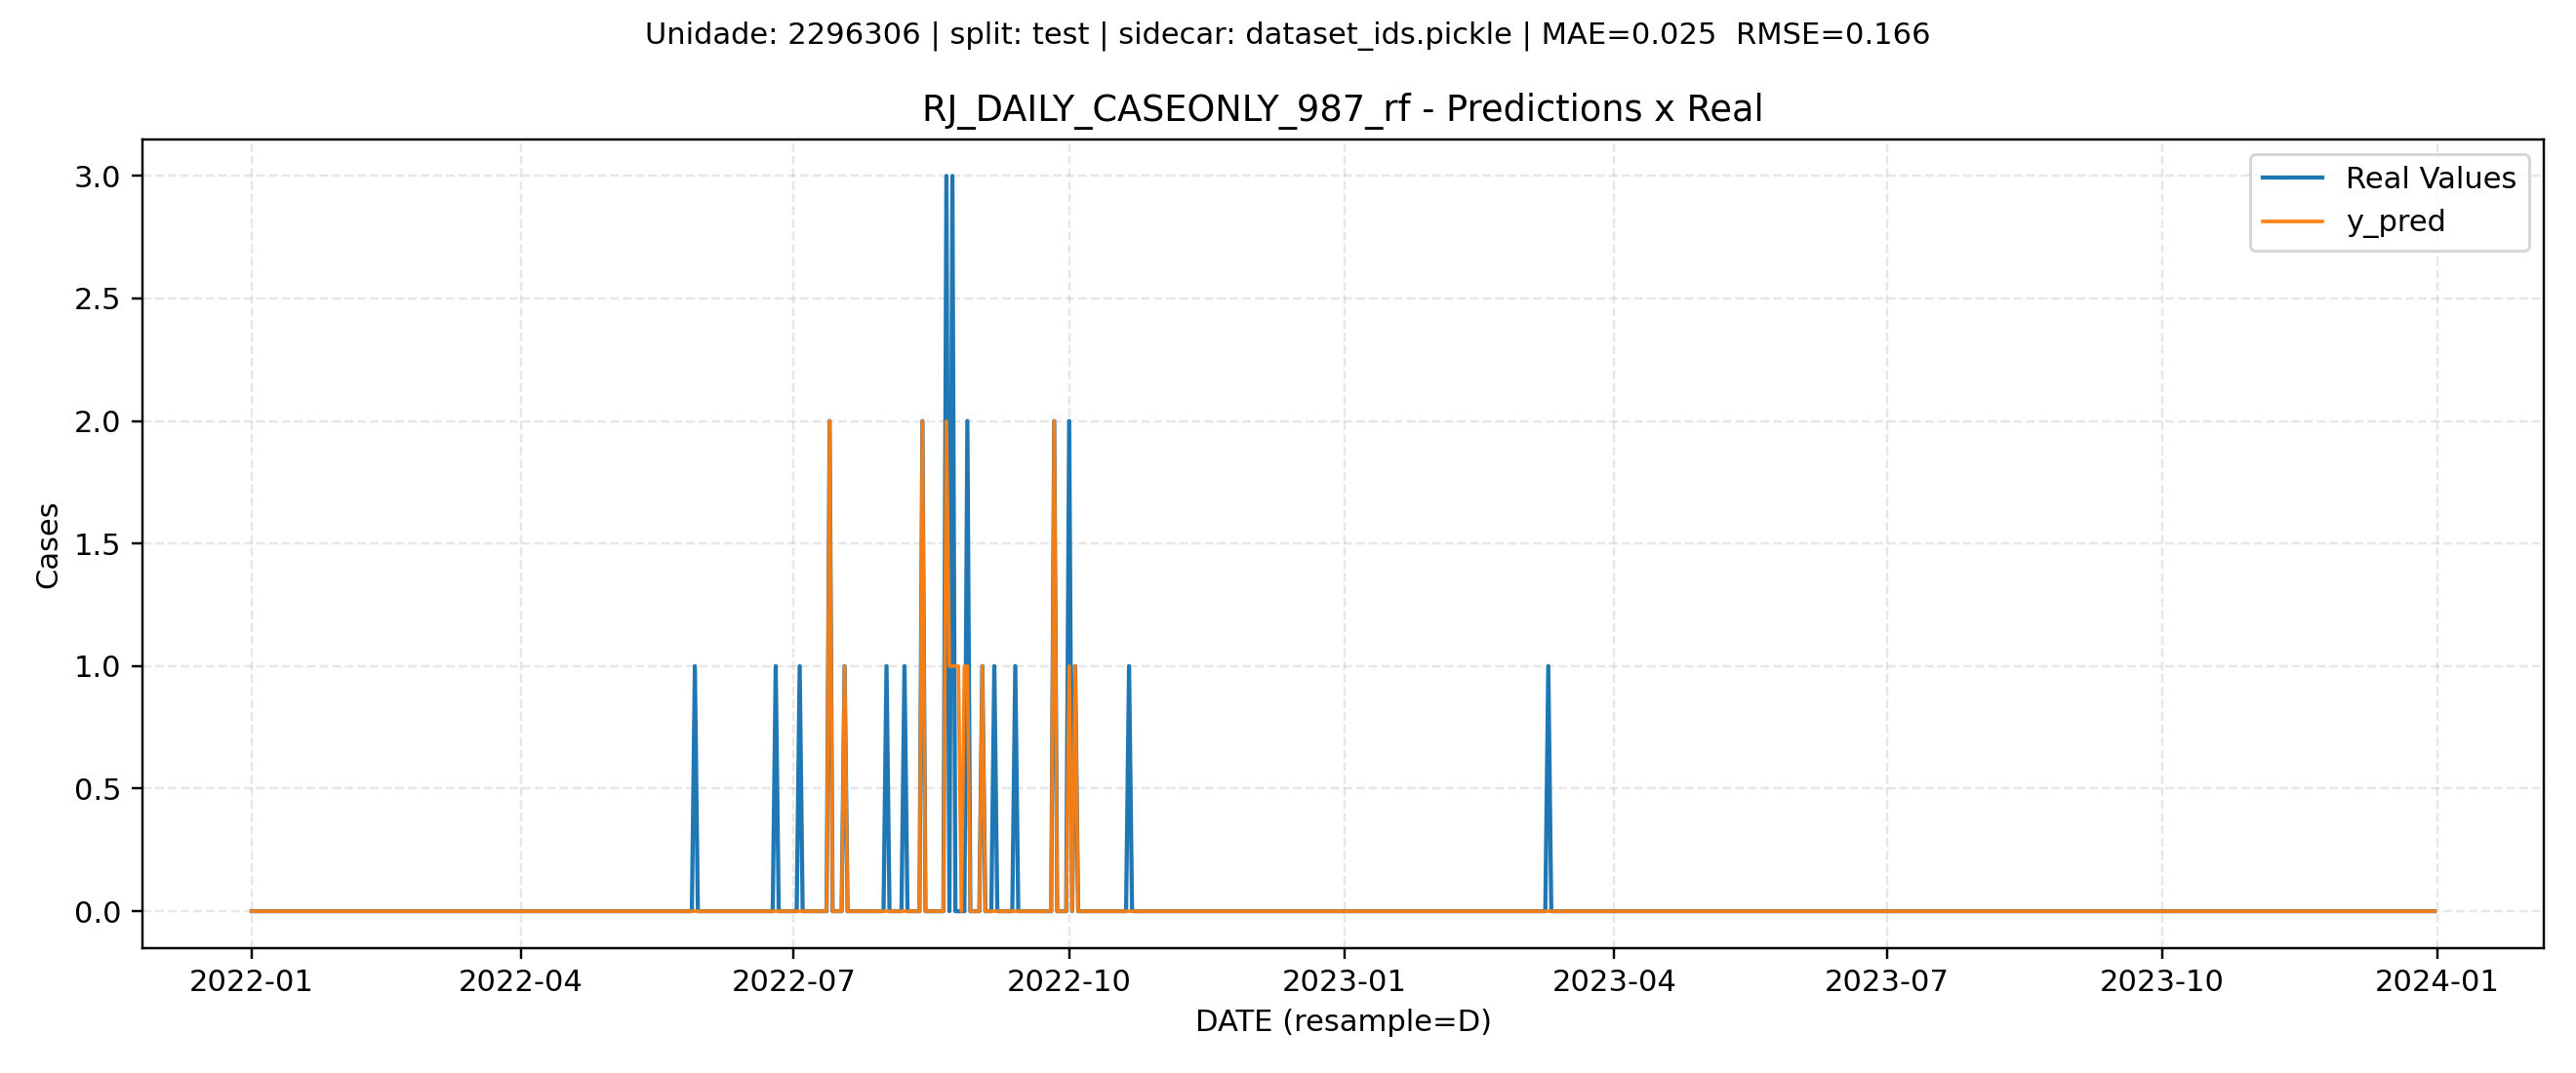 Unidade: 2296306 | split: test | sidecar: dataset_ids.pickle | MAE=0.025  RMSE=0.166
RJ_DAILY_CASEONLY_987_rf - Predictions x Real
Real Values
y_pred
Cases
3.0
2.5
2.0
1.5
1.0
0.5
0.0
2022-01
2022-04
2022-07
2022-10
2023-01
2023-04
2023-07
2023-10
2024-01
DATE (resample=D)